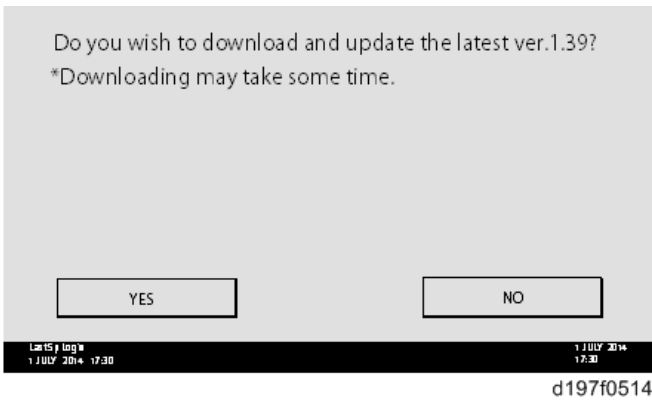 Do you wish to download and update the latest ver.1.39?
*Downloading may take some time.
YES
NO
1 JULY 2014 17:30
1 JULY 2014
17:30
d197f0514